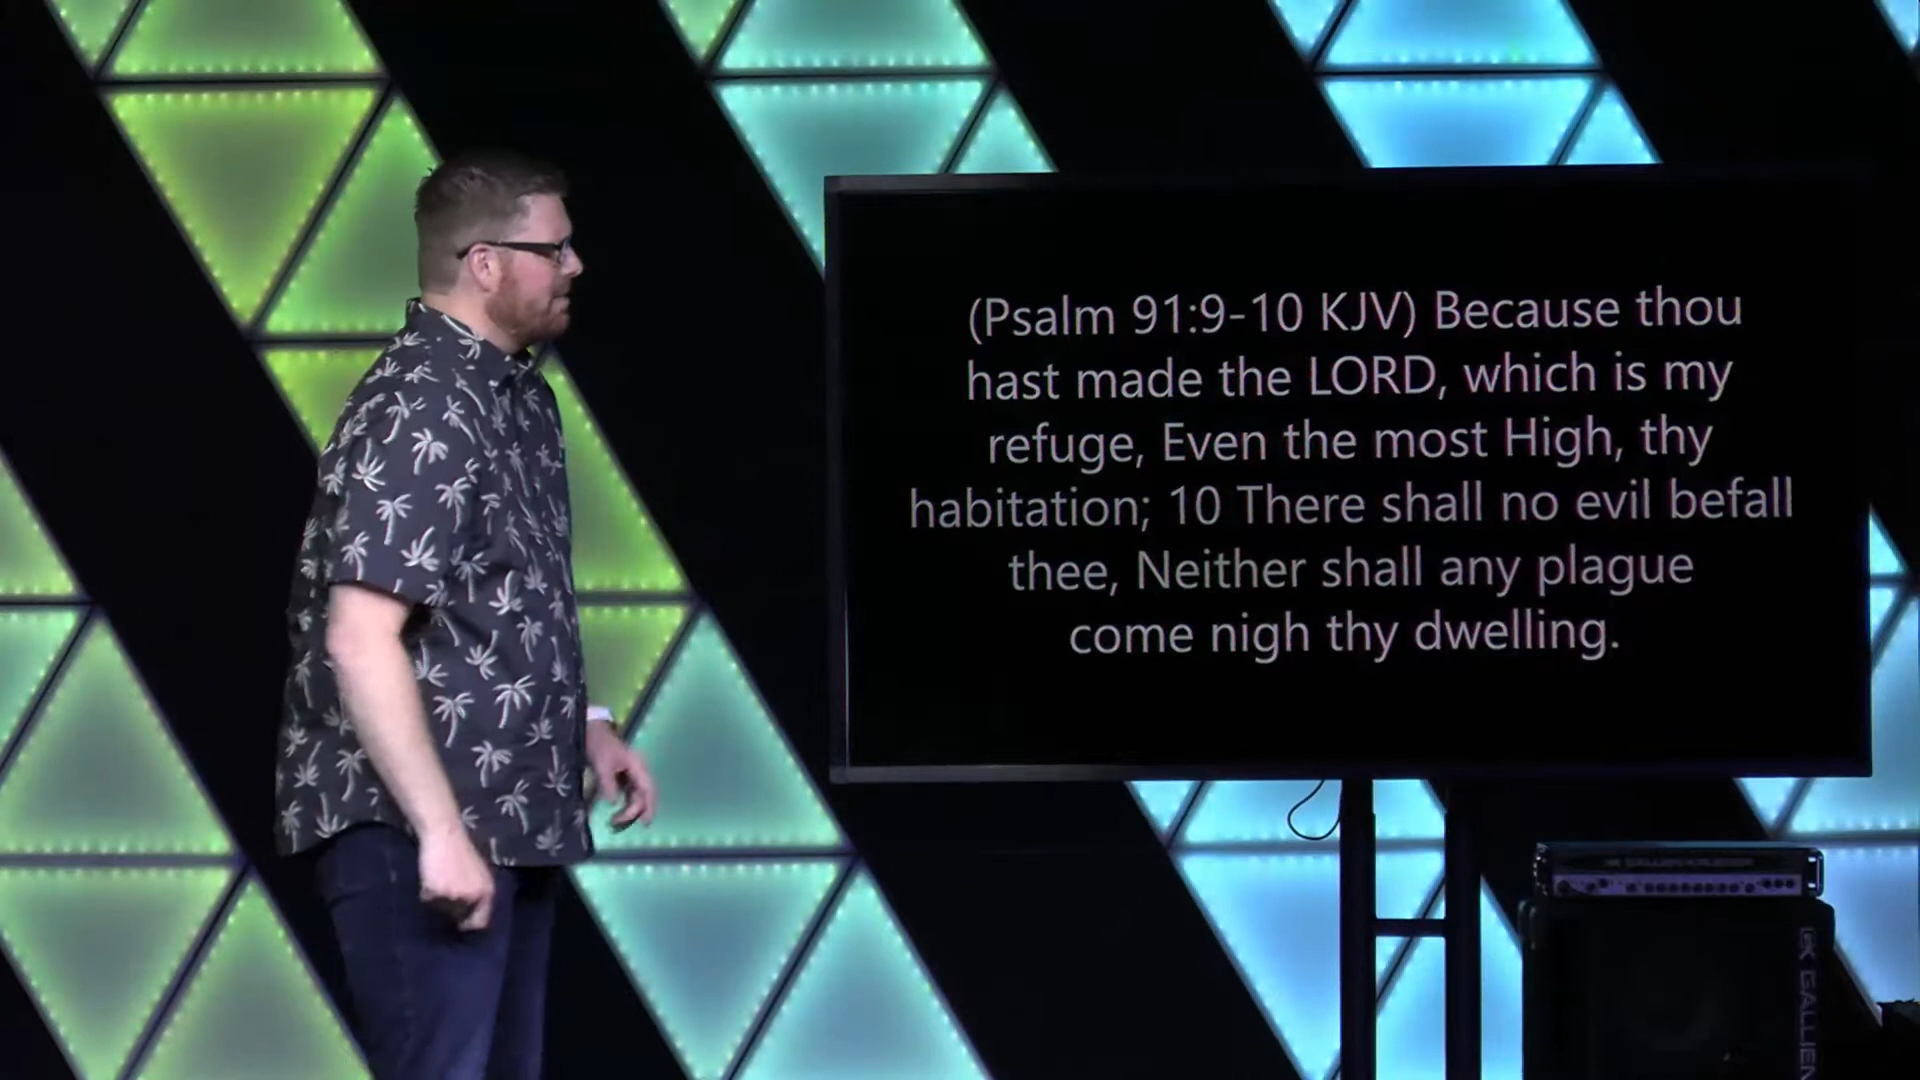 (Psalm 91:9-10 KJV) Because thou
hast made the LORD, which is my
refuge, Even the most High, thy
habitation; 10 There shall no evil befall
thee, Neither shall any plague
come nigh thy dwelling.
GALLIEN